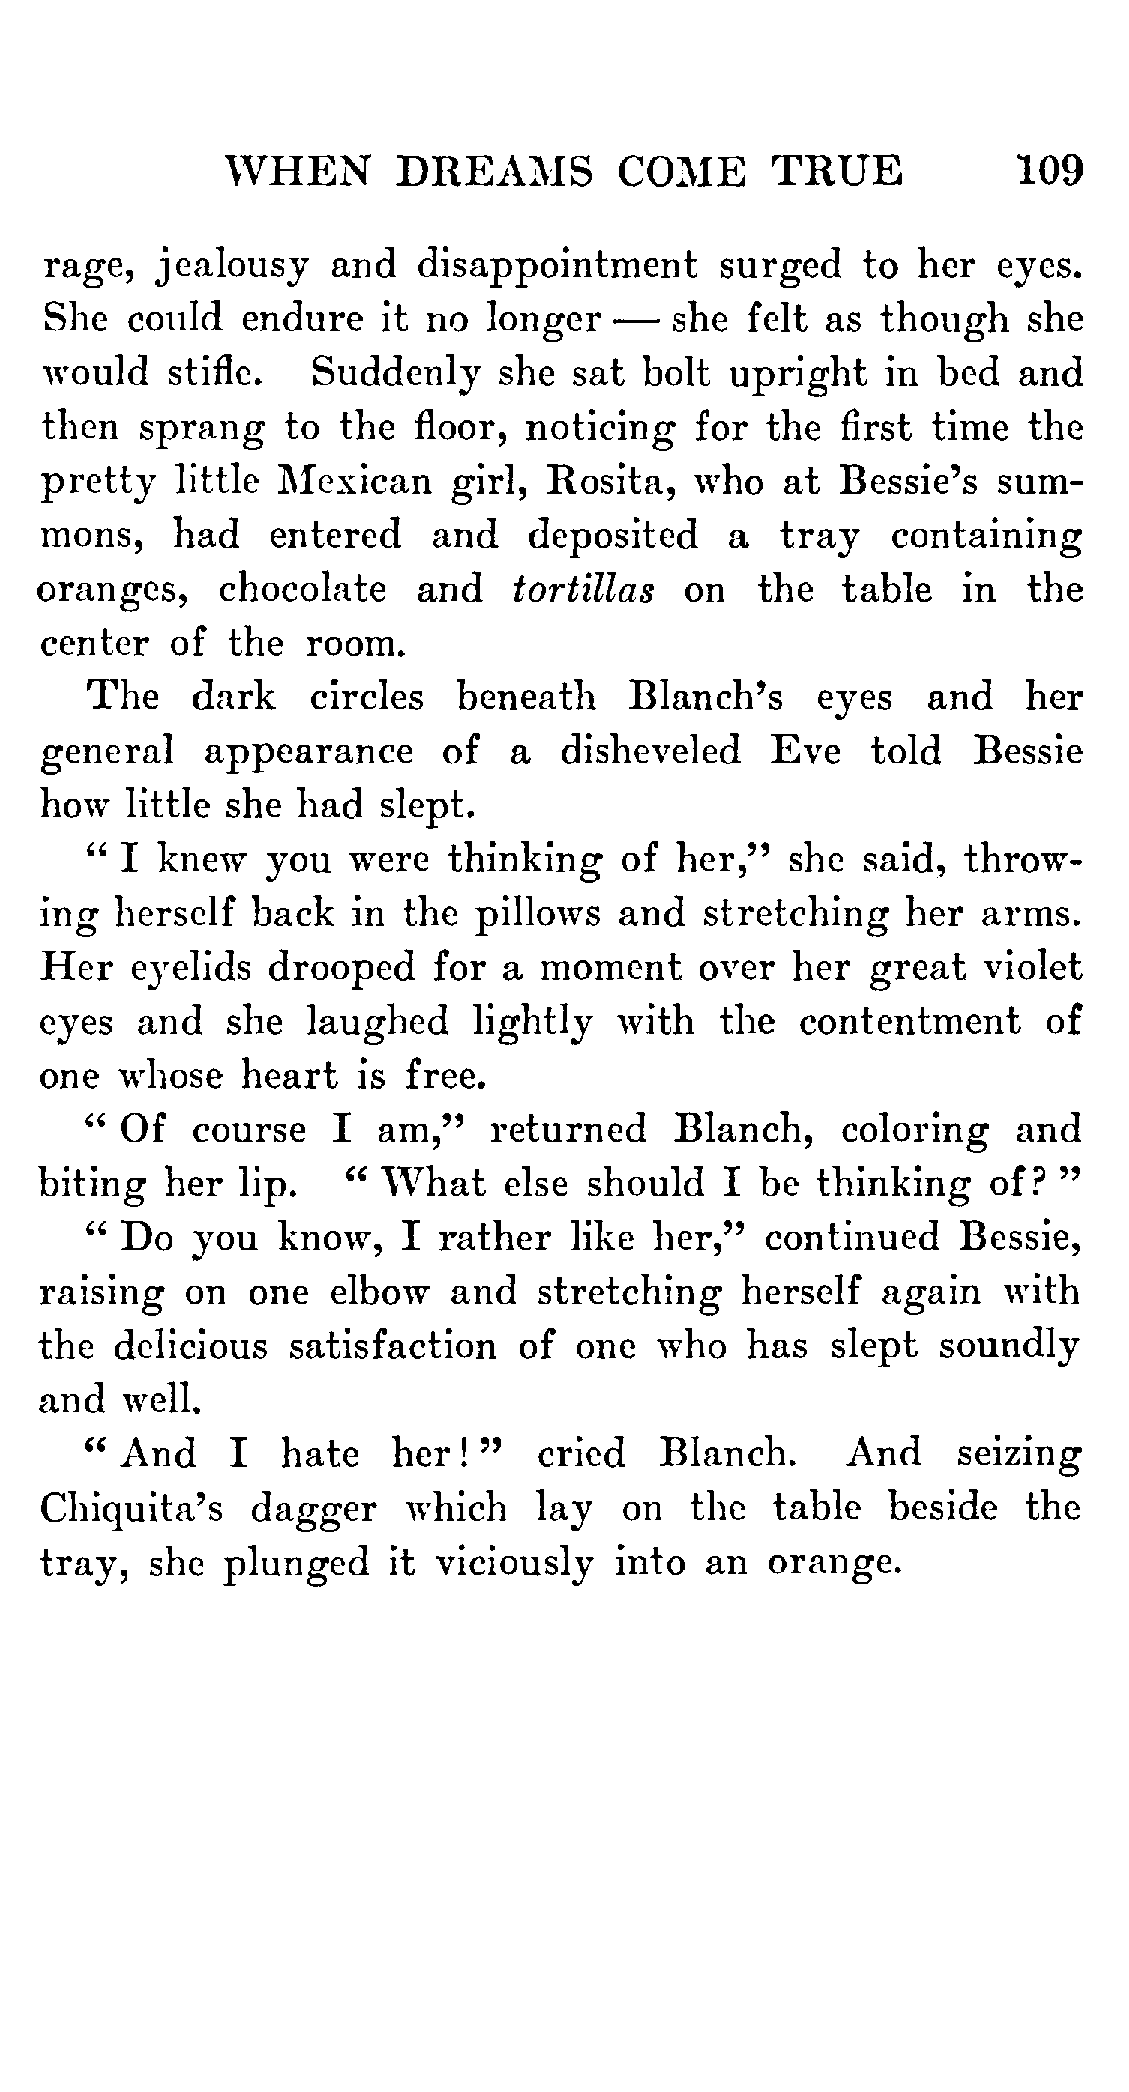 WHEN DREAMS COME TRUE 109
rage, jealousy and disappointment surged to her eyes.
She could endure it no longer — she felt as though she
would stifle. Suddenly she sat bolt upright in bed and
then sprang to the floor, noticing for the first time the
pretty little Mexican girl, Rosita, who at Bessie's sum-
mons, had entered and deposited a tray containing
oranges, chocolate and tortillas on the table in the
center of the room.
The dark circles beneath Blanch's eyes and her
general appearance of a disheveled Eve told Bessie
how little she had slept.
" I knew you were thinking of her," she said, throw-
ing herself back in the pillows and stretching her arms.
Her eyelids drooped for a moment over her great violet
eyes and she laughed lightly with the contentment of
one whose heart is free.
" Of course I am," returned Blanch, coloring and
biting her lip. " What else should I be thinking of? "
" Do you know, I rather like her," continued Bessie,
raising on one elbow and stretching herself again with
the delicious satisfaction of one who has slept soundly
and well.
" And I hate her! " cried Blanch. And seizing
Chiquita's dagger which lay on the table beside the
tray, she plunged it viciously into an orange.